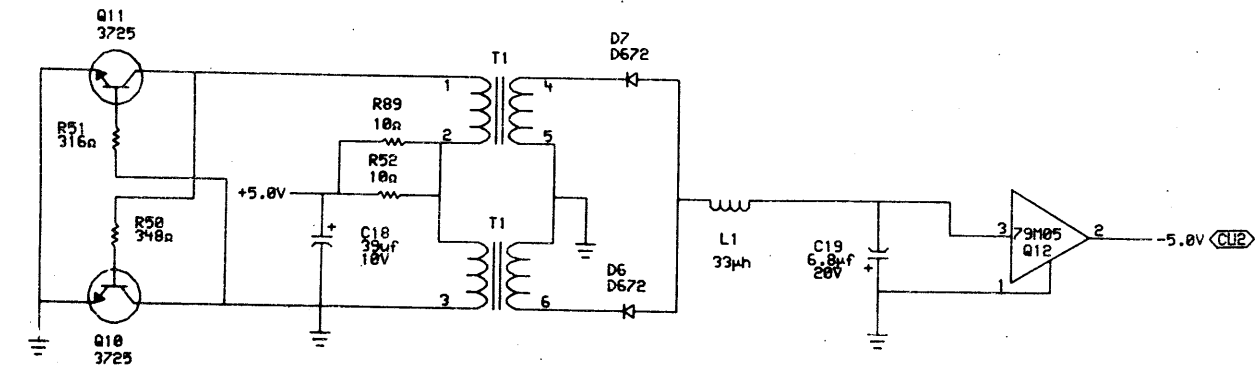 Q11
3725
R51
316Ω
R50
348Ω
Q10
3725
+5.0V
R89
10Ω
R52
10Ω
C18
39µf
10V
+
T1
1
2
4
5
T1
3
6
D7
D672
D6
D672
L1
33µh
C19
6.8µf
20V
+
3
79M05
Q12
2
1
-5.0V
CU2